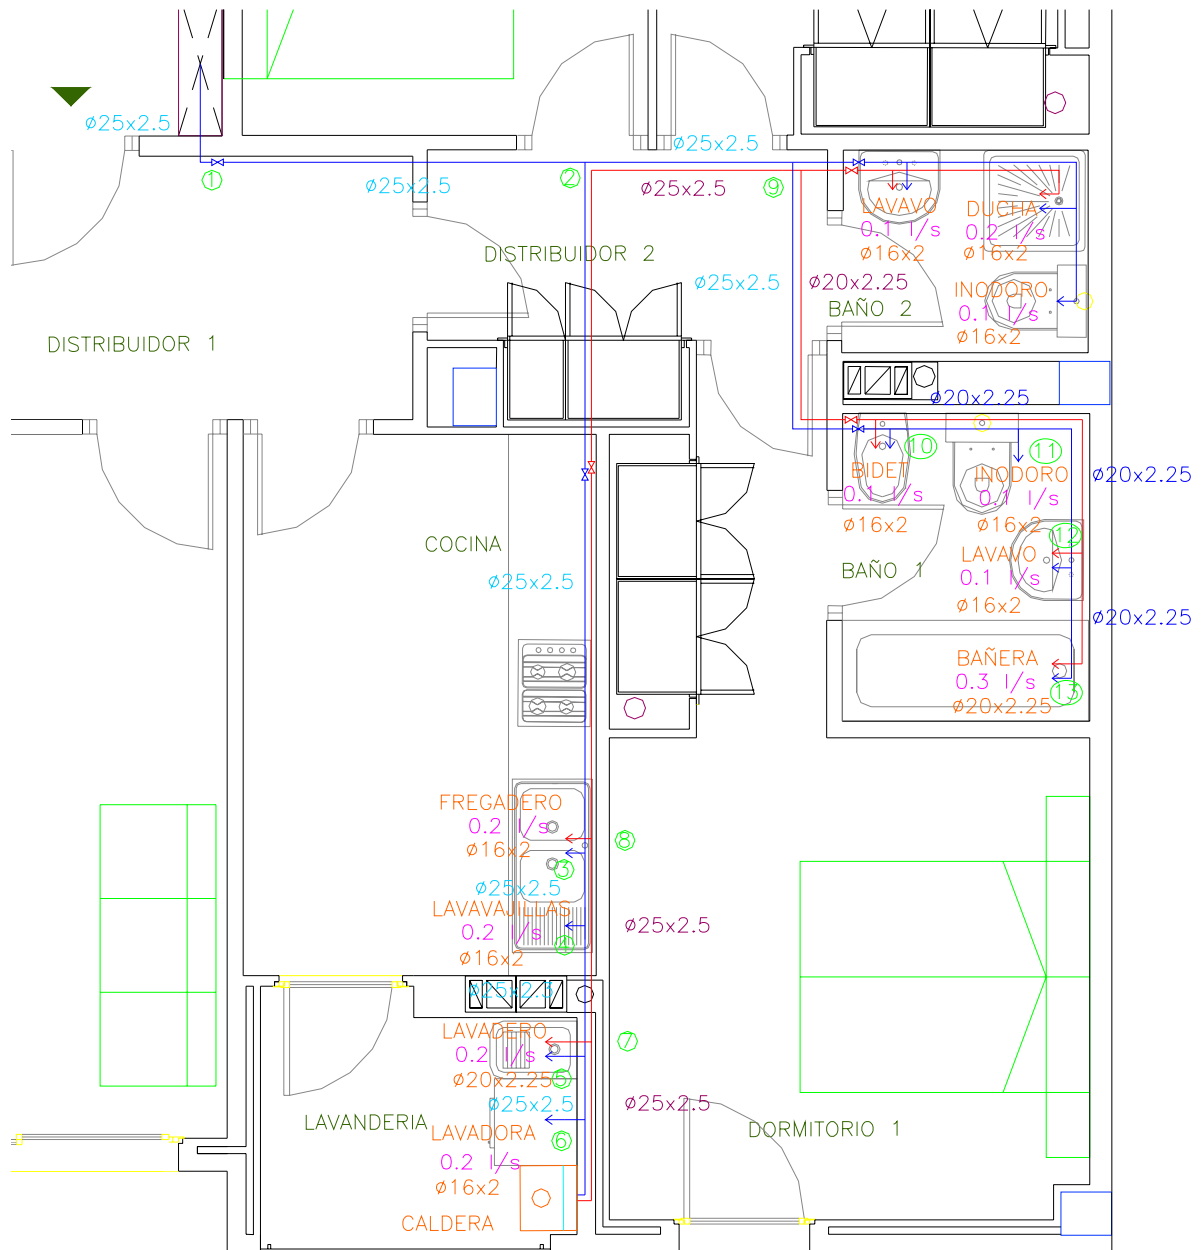 ø25x2.5
ø25x2.5
1
2
ø25x2.5
ø25x2.5
9
LAVAVO
0.1 l/s
ø16x2
DUCHA
0.2 l/s
ø16x2
DISTRIBUIDOR 2
ø25x2.5
ø20x2.25
BAÑO 2
INODORO
0.1 l/s
ø16x2
DISTRIBUIDOR 1
ø20x2.25
10
11
BIDET
0.1 l/s
ø16x2
INODORO
0.1 l/s
ø16x2
ø20x2.25
12
COCINA
ø25x2.5
BAÑO 1
LAVAVO
0.1 l/s
ø16x2
ø20x2.25
BAÑERA
0.3 l/s
ø20x2.25
13
FREGADERO
0.2 l/s
ø16x2
8
3
ø25x2.5
LAVAVAJILLAS
0.2 l/s
ø16x2
4
ø25x2.5
ø25x2.3
LAVADERO
0.2 l/s
ø20x2.25
7
5
ø25x2.5
ø25x2.5
LAVANDERIA
LAVADORA
0.2 l/s
ø16x2
6
DORMITORIO 1
CALDERA